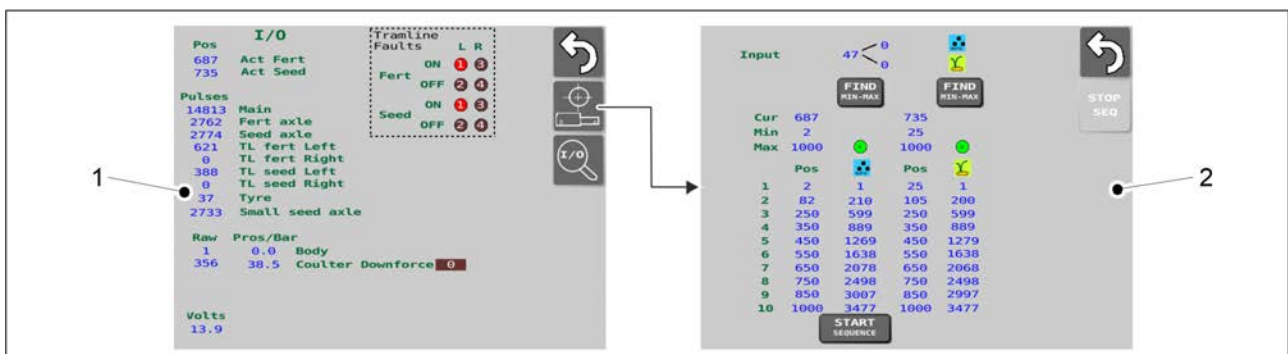 I/O
Pos
687 Act Fert
735 Act Seed
Pulses
14813 Main
2762 Fert axle
2774 Seed axle
621 TL fert Left
0 TL fert Right
388 TL seed Left
0 TL seed Right
37 Tyre
2733 Small seed axle
Raw Pros/Bar
1 0.0 Body
356 38.5 Coulter Downforce 0
Volts
13.9
Tramline
Faults L R
Fert
ON 1 3
OFF 2 4
Seed
ON 1 3
OFF 2 4
I/O
1
Input 47 0
0
FIND
MIN-MAX
FIND
MIN-MAX
STOP
SEQ
Cur 687 735
Min 2 25
Max 1000 1000
Pos Pos
1 2 1 25 1
2 82 210 105 200
3 250 599 250 599
4 350 889 350 889
5 450 1269 450 1279
6 550 1638 550 1638
7 650 2078 650 2068
8 750 2498 750 2498
9 850 3007 850 2997
10 1000 3477 1000 3477
START
SEQUENCE
2